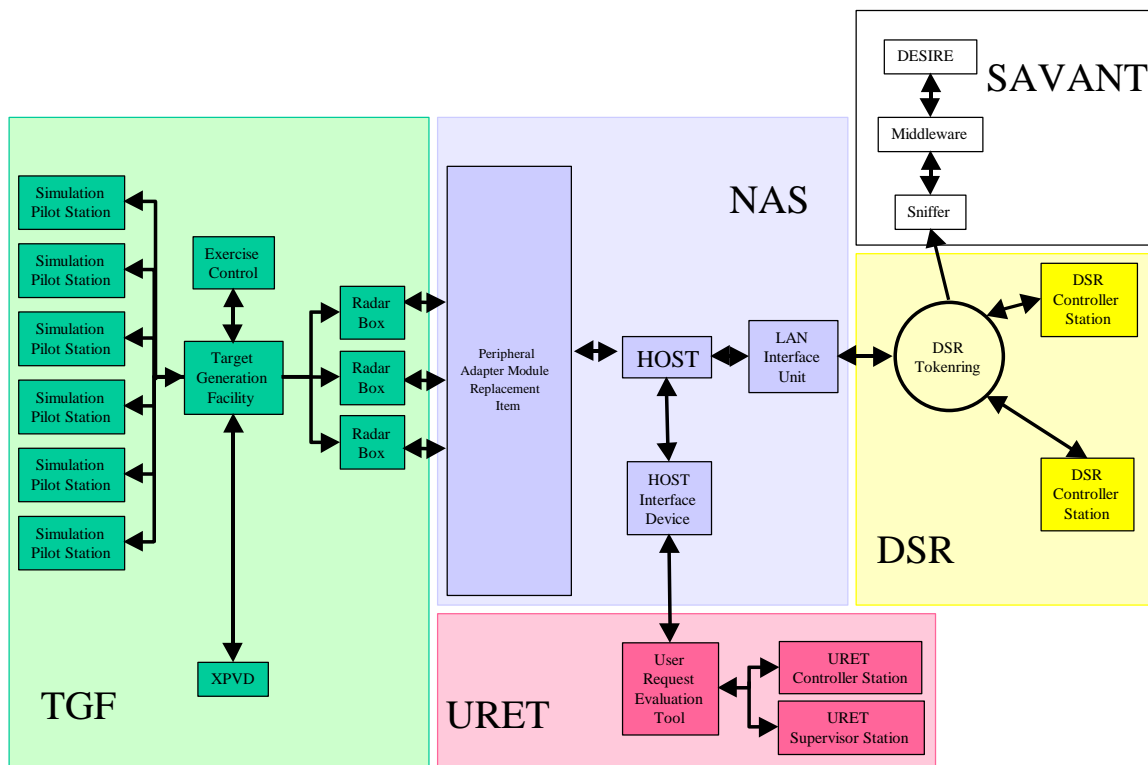 DESIRE
SAVANT
Middleware
Sniffer
Simulation
Pilot Station
Simulation
Pilot Station
Simulation
Pilot Station
Simulation
Pilot Station
Simulation
Pilot Station
Simulation
Pilot Station
Exercise
Control
Target
Generation
Facility
XPVD
TGF
Radar
Box
Radar
Box
Radar
Box
NAS
Peripheral
Adapter Module
Replacement
Item
HOST
LAN
Interface
Unit
HOST
Interface
Device
DSR
Tokenring
DSR
Controller
Station
DSR
Controller
Station
DSR
URET
User
Request
Evaluation
Tool
URET
Controller Station
URET
Supervisor Station